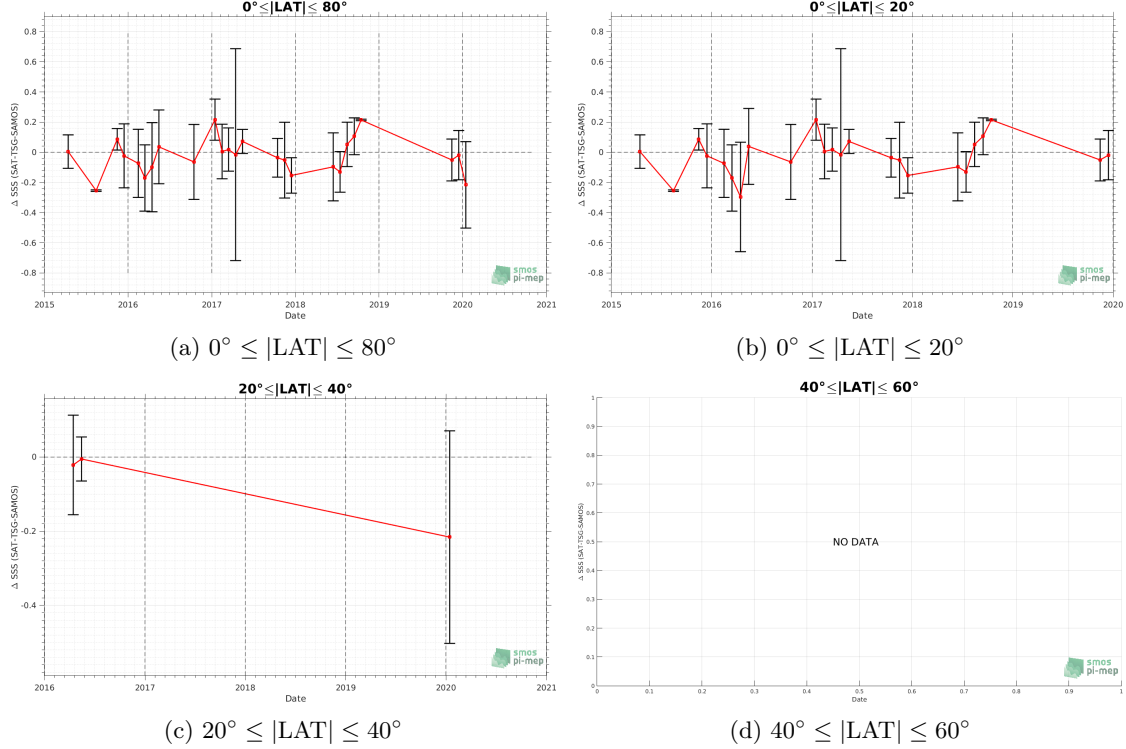 0°≤|LAT|≤ 80°
Δ SSS (SAT-TSG-SAMOS)
0.8
0.6
0.4
0.2
0
-0.2
-0.4
-0.6
-0.8
2015 2016 2017 2018 2019 2020 2021
Date
smos
pi-mep
(a) 0° ≤ |LAT| ≤ 80°
0°≤|LAT|≤ 20°
Δ SSS (SAT-TSG-SAMOS)
0.8
0.6
0.4
0.2
0
-0.2
-0.4
-0.6
-0.8
2015 2016 2017 2018 2019 2020
Date
smos
pi-mep
(b) 0° ≤ |LAT| ≤ 20°
20°≤|LAT|≤ 40°
Δ SSS (SAT-TSG-SAMOS)
0
-0.2
-0.4
2016 2017 2018 2019 2020 2021
Date
smos
pi-mep
(c) 20° ≤ |LAT| ≤ 40°
40°≤|LAT|≤ 60°
Δ SSS (SAT-TSG-SAMOS)
1
0.9
0.8
0.7
0.6
0.5
0.4
0.3
0.2
0.1
0
NO DATA
0 0.1 0.2 0.3 0.4 0.5 0.6 0.7 0.8 0.9 1
Date
smos
pi-mep
(d) 40° ≤ |LAT| ≤ 60°